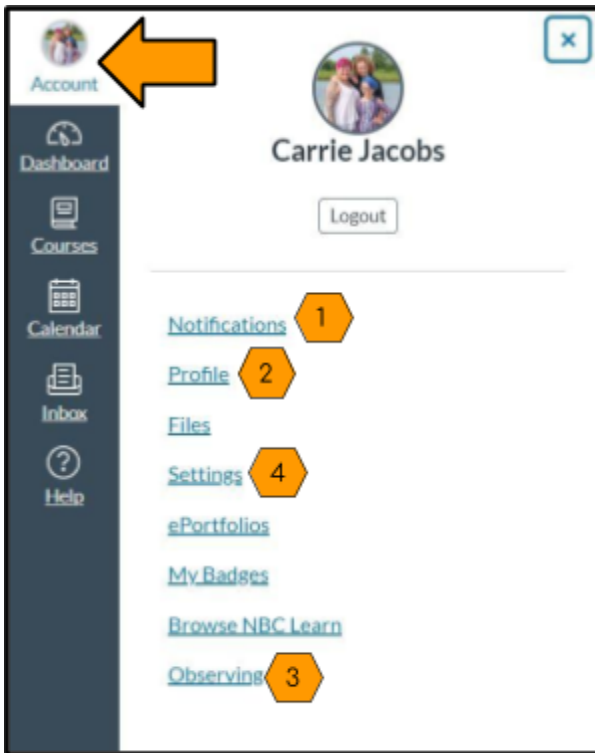 Account
Dashboard
Courses
Calendar
Inbox
Help
×
Carrie Jacobs
Logout
Notifications 1
Profile 2
Files
Settings 4
ePortfolios
My Badges
Browse NBC Learn
Observing 3